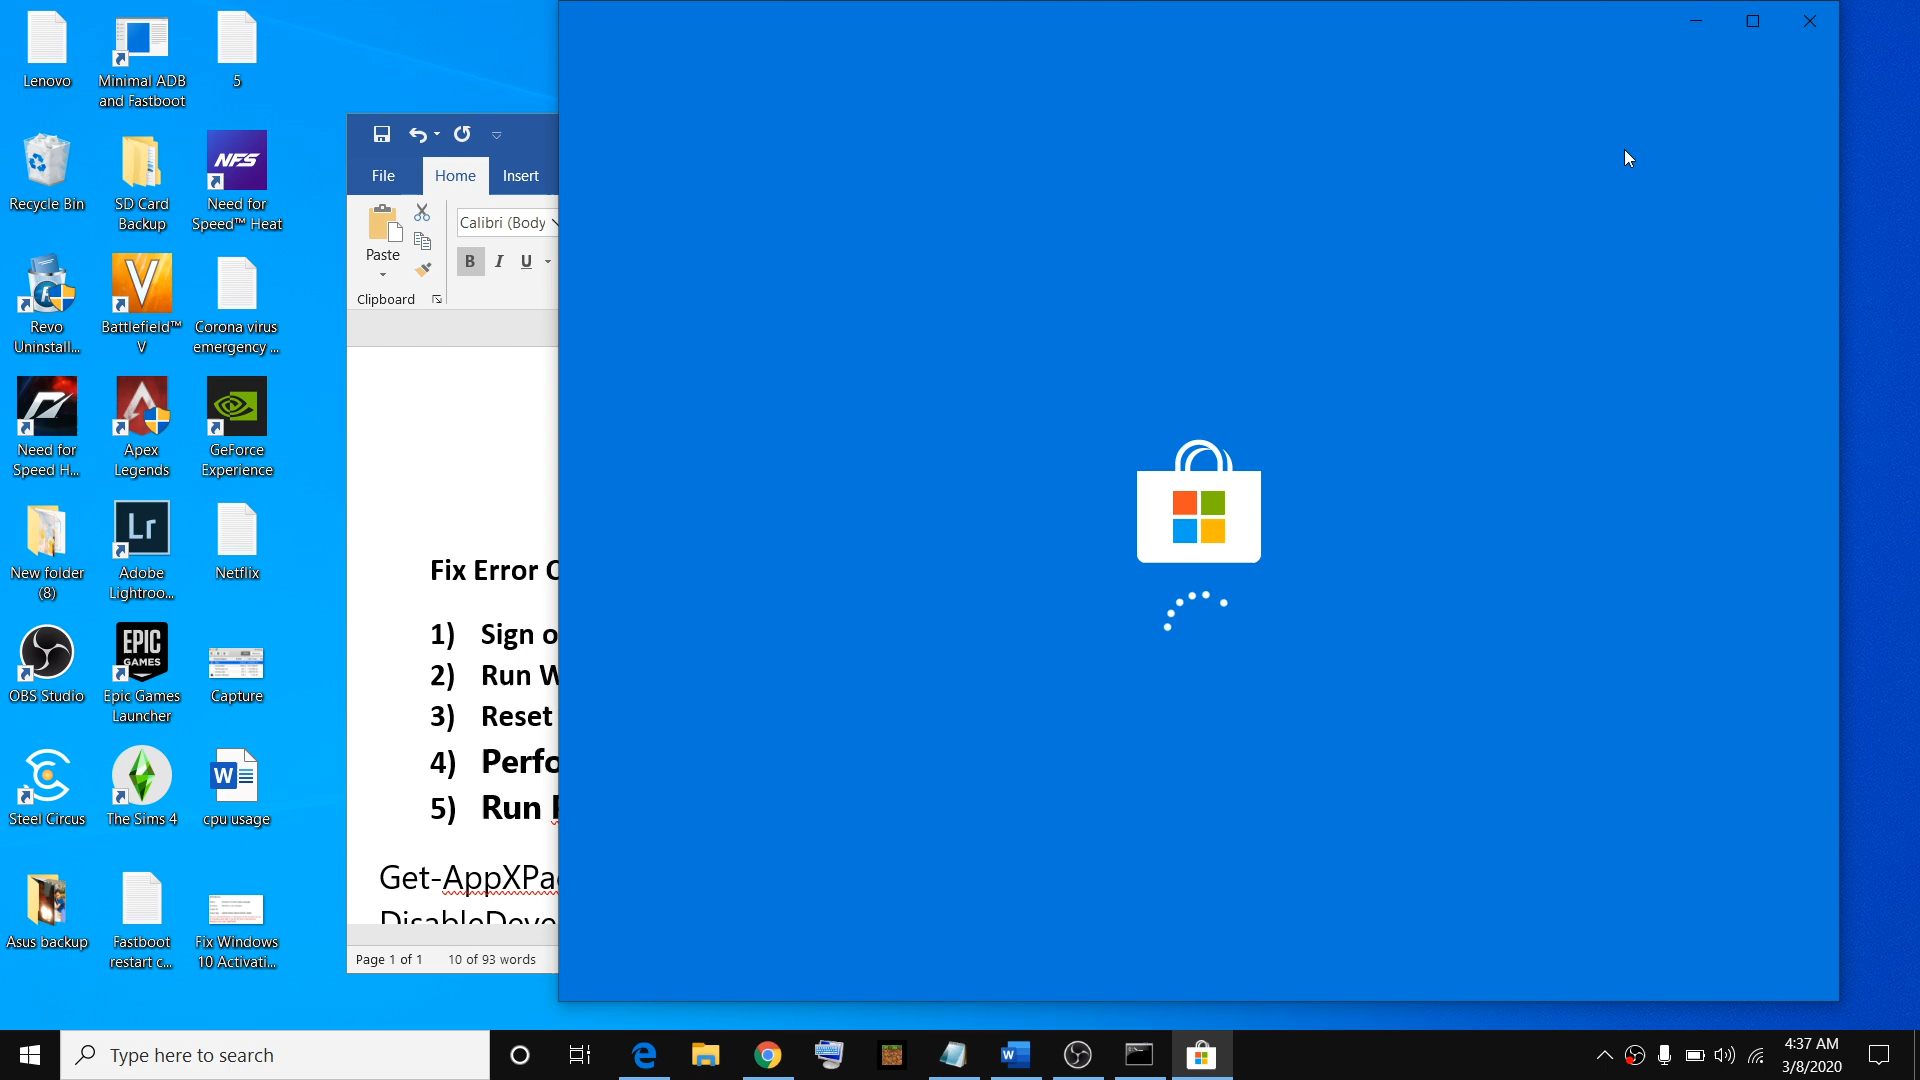 Lenovo
Minimal ADB
and Fastboot
5
Recycle Bin
SD Card
Backup
NFS
Need for
Speed™ Heat
Revo
Uninstall...
Battlefield™
V
Corona virus
emergency ...
Need for
Speed H...
Apex
Legends
GeForce
Experience
New folder
(8)
Lr
Adobe
Lightroo...
Netflix
OBS Studio
EPIC
GAMES
Epic Games
Launcher
Capture
Steel Circus
The Sims 4
cpu usage
Asus backup
Fastboot
restart c...
Fix Windows
10 Activati...
File
Home
Insert
Paste
Calibri (Body
B I U
Clipboard
Fix Error C
1) Sign o
2) Run W
3) Reset
4) Perfo
5) Run
Get-AppXPa
DisableDeve
Page 1 of 1
10 of 93 words
Type here to search
4:37 AM
3/8/2020